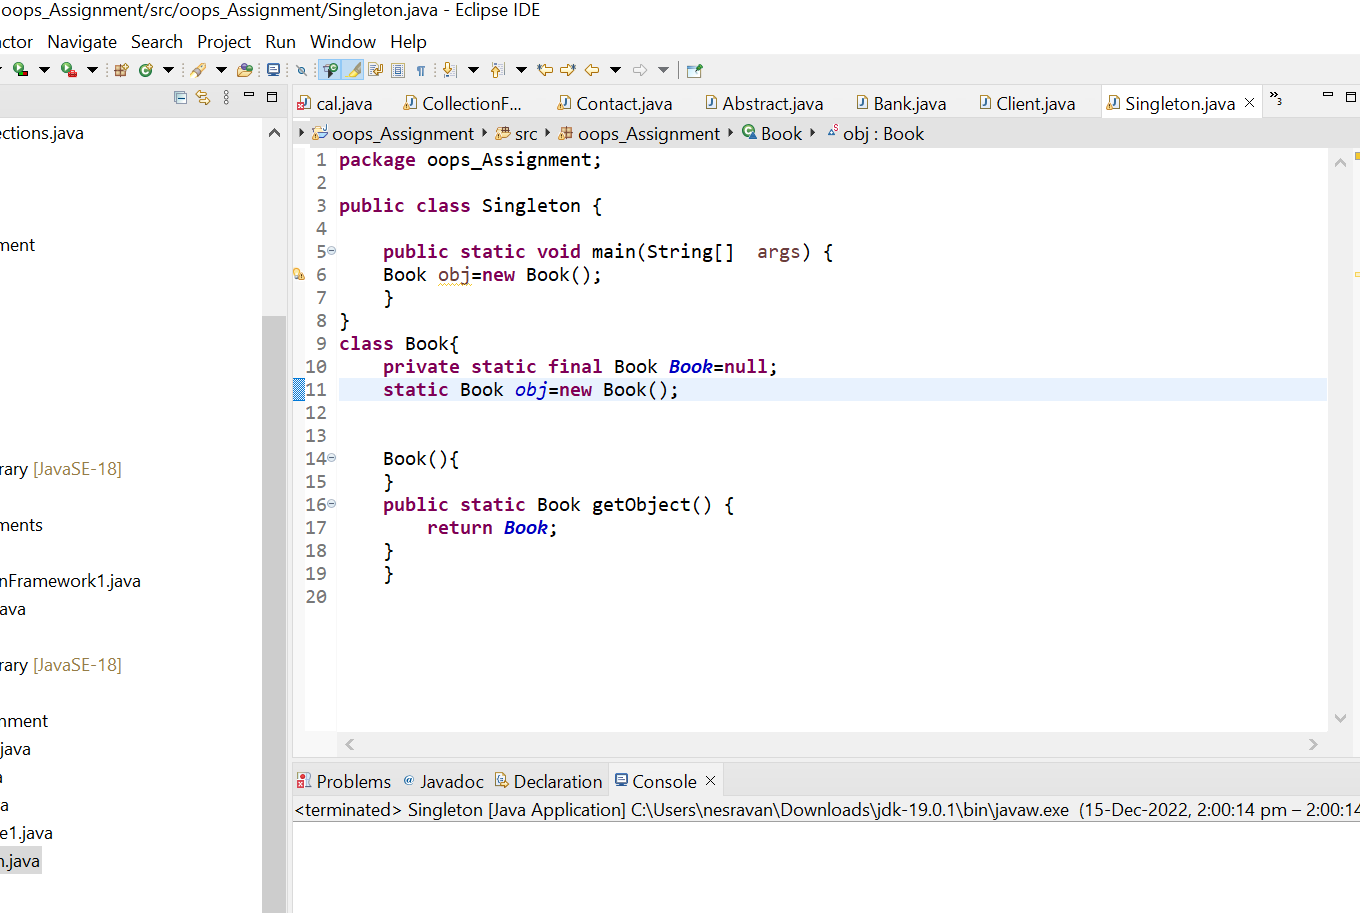 oops_Assignment/src/oops_Assignment/Singleton.java - Eclipse IDE
actor Navigate Search Project Run Window Help
cal.java CollectionF... Contact.java Abstract.java Bank.java Client.java Singleton.java »3
oops_Assignment src oops_Assignment Book obj : Book
ections.java
ment
rary [JavaSE-18]
ments
nFramework1.java
ava
rary [JavaSE-18]
nment
java
a
e1.java
n.java
1 package oops_Assignment;
2
3 public class Singleton {
4
5 public static void main(String[]  args) {
6 Book obj=new Book();
7 }
8 }
9 class Book{
10 private static final Book Book=null;
11 static Book obj=new Book();
12
13
14 Book(){
15 }
16 public static Book getObject() {
17 return Book;
18 }
19 }
20
Problems @ Javadoc Declaration Console
<terminated> Singleton [Java Application] C:\Users\nesravan\Downloads\jdk-19.0.1\bin\javaw.exe (15-Dec-2022, 2:00:14 pm – 2:00:14